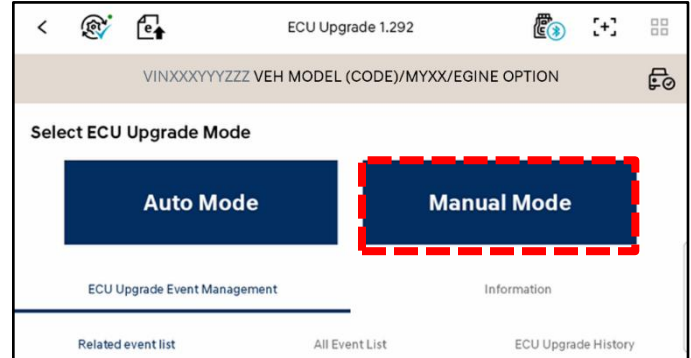 ECU Upgrade 1.292
VINXXXYYYZZZ VEH MODEL (CODE)/MYXX/EGINE OPTION
Select ECU Upgrade Mode
Auto Mode Manual Mode
ECU Upgrade Event Management Information
Related event list All Event List ECU Upgrade History